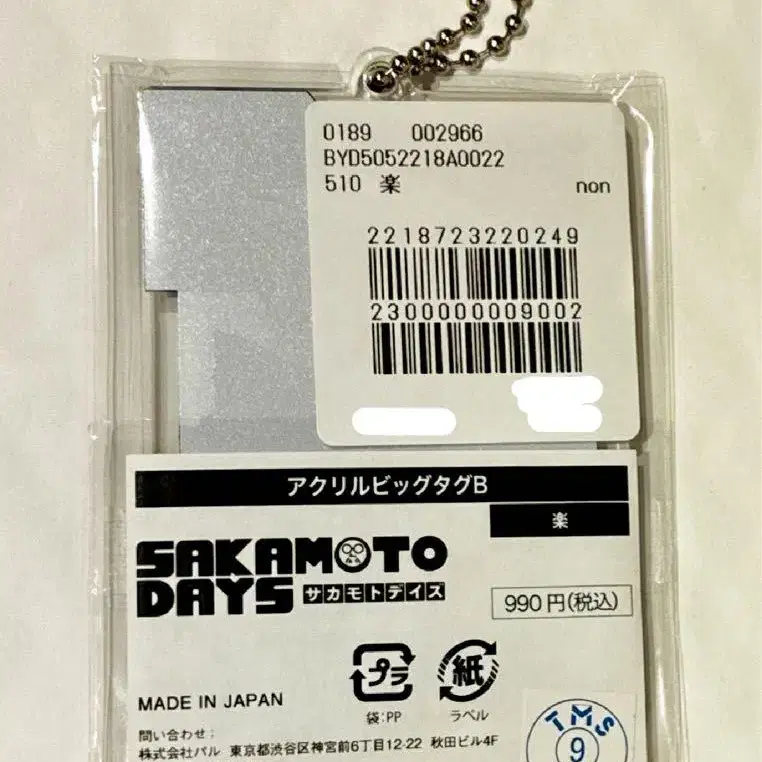 0189 002966
BYD5052218A0022
510 楽 non
2218723220249
2300000009002
アクリルビッグタグB
楽
SAKAMOTO
DAYS サカモトデイズ
990円(税込)
プラ 紙
袋:PP ラベル
MADE IN JAPAN
問い合わせ:
株式会社パル 東京都渋谷区神宮前6丁目12-22 秋田ビル4F
TMS
9